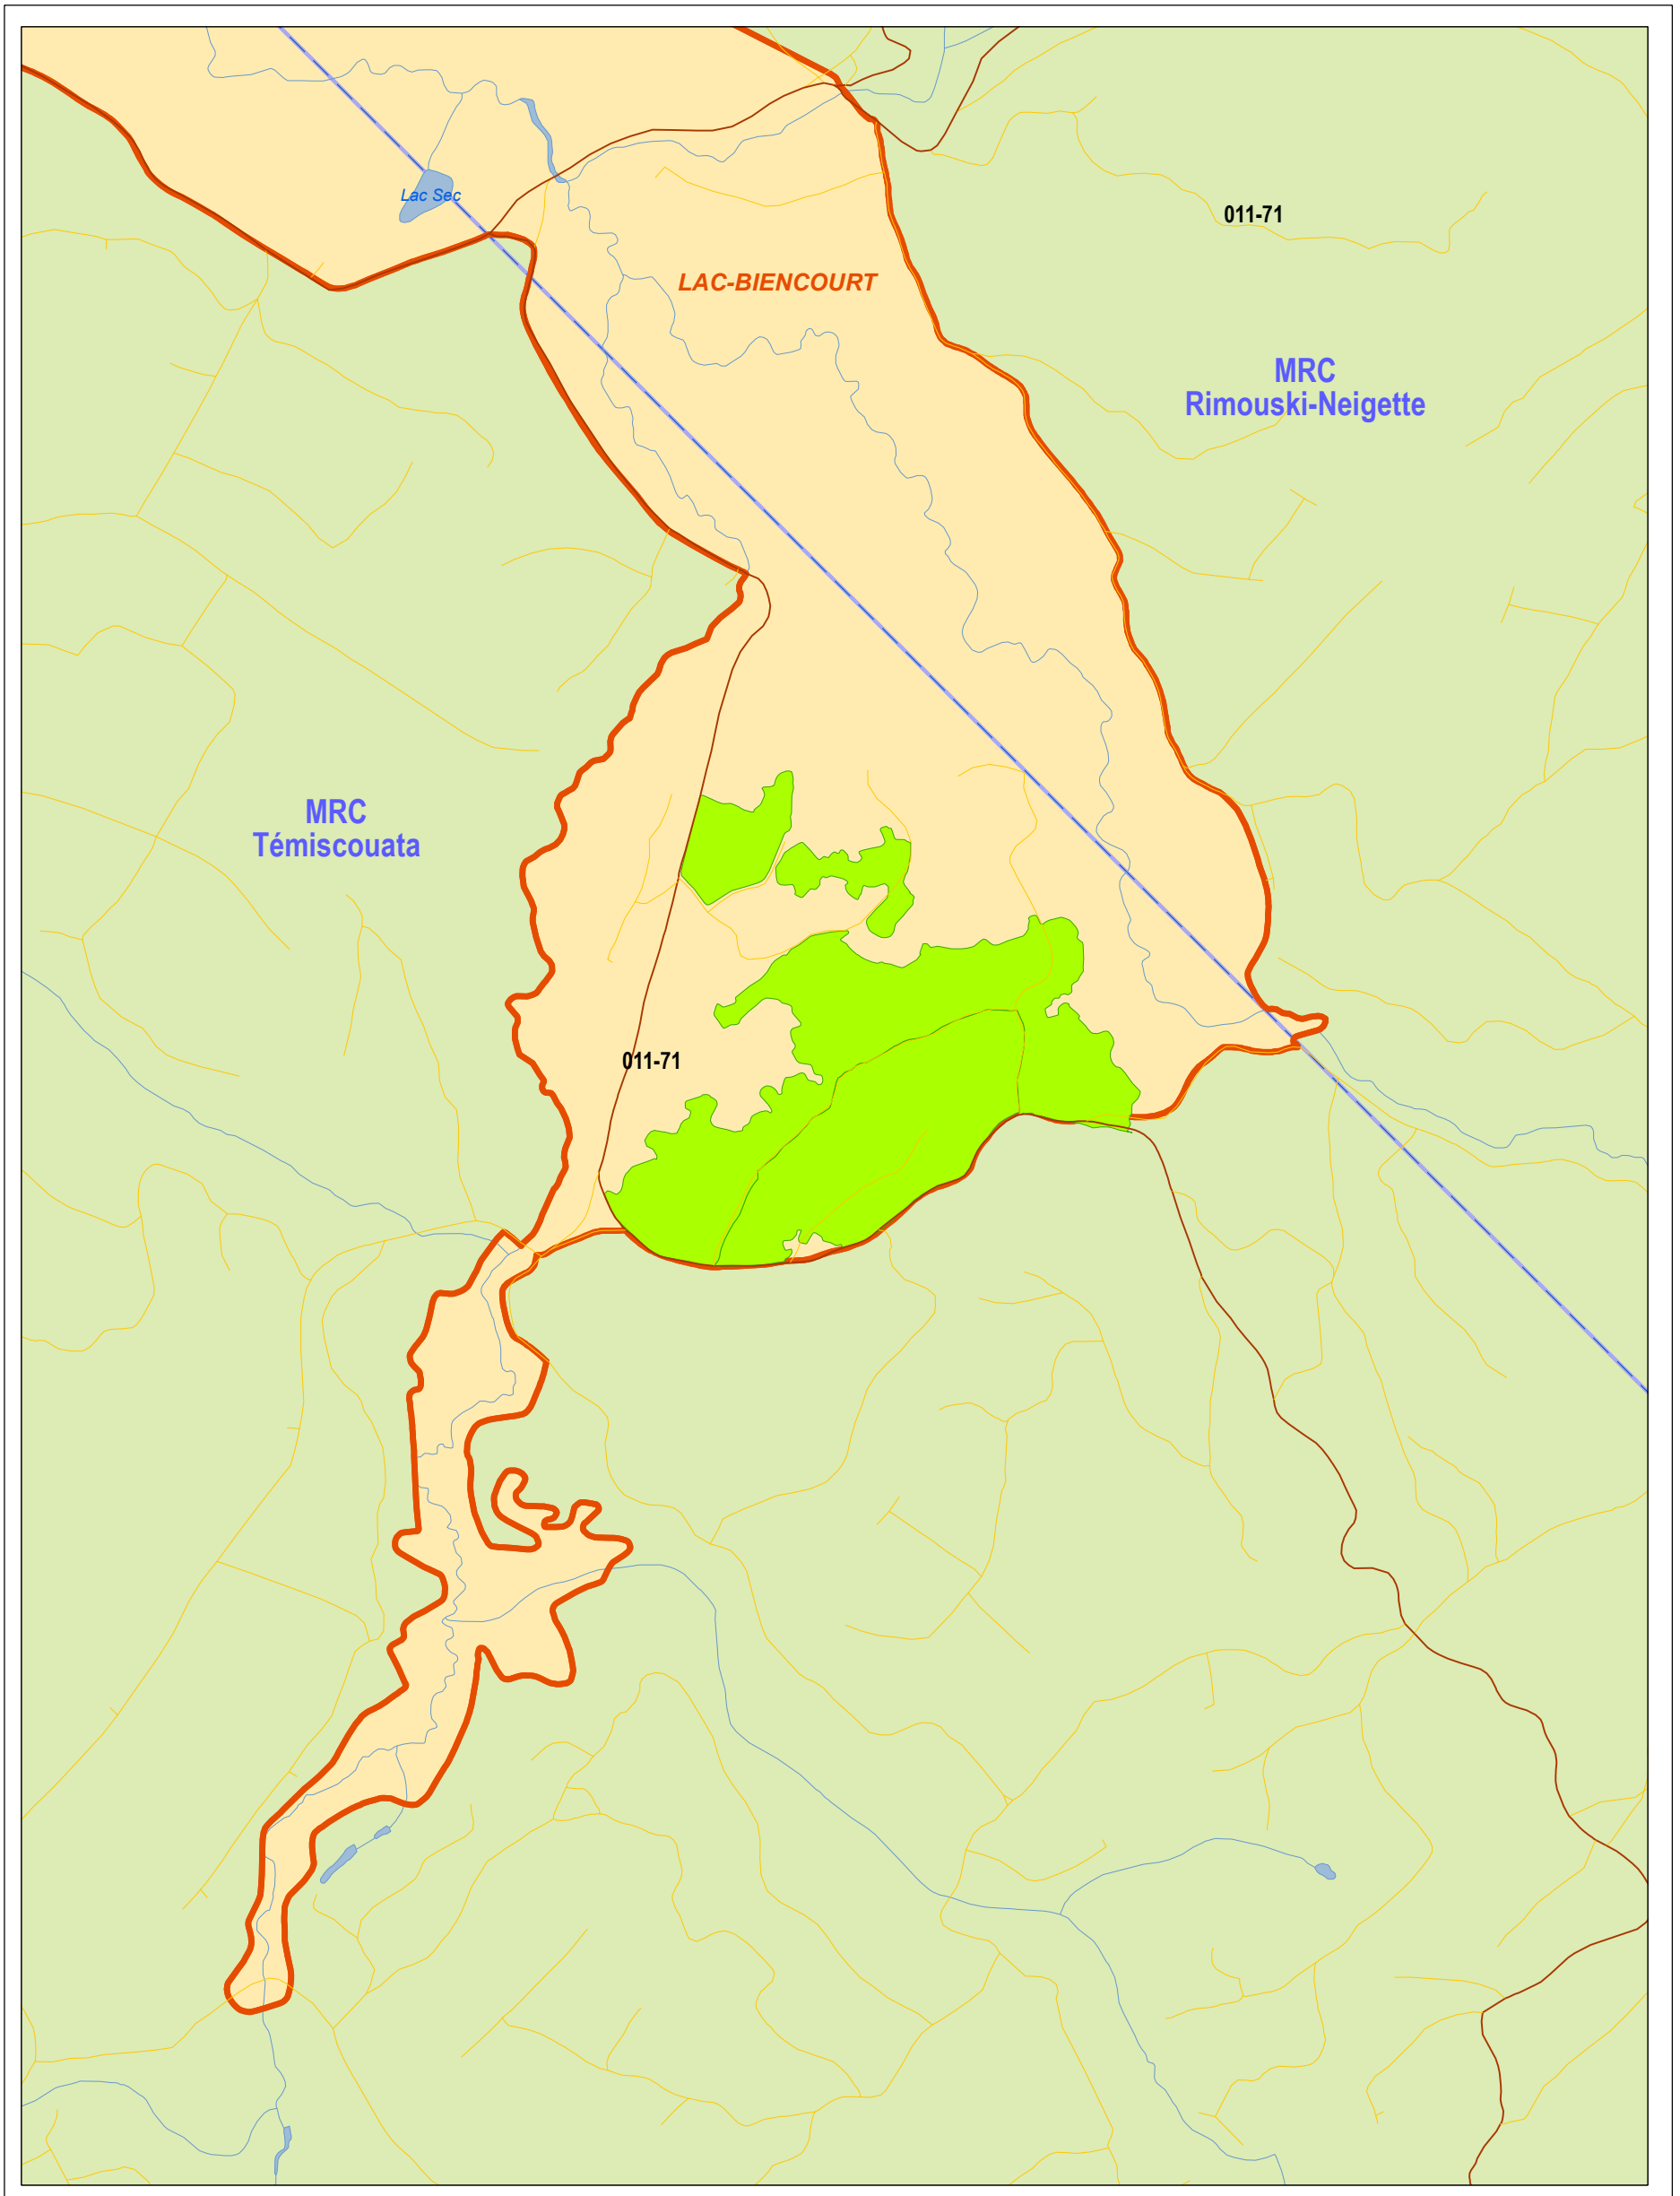 Lac Sec
011-71
LAC-BIENCOURT
MRC
Rimouski-Neigette
MRC
Témiscouata
011-71